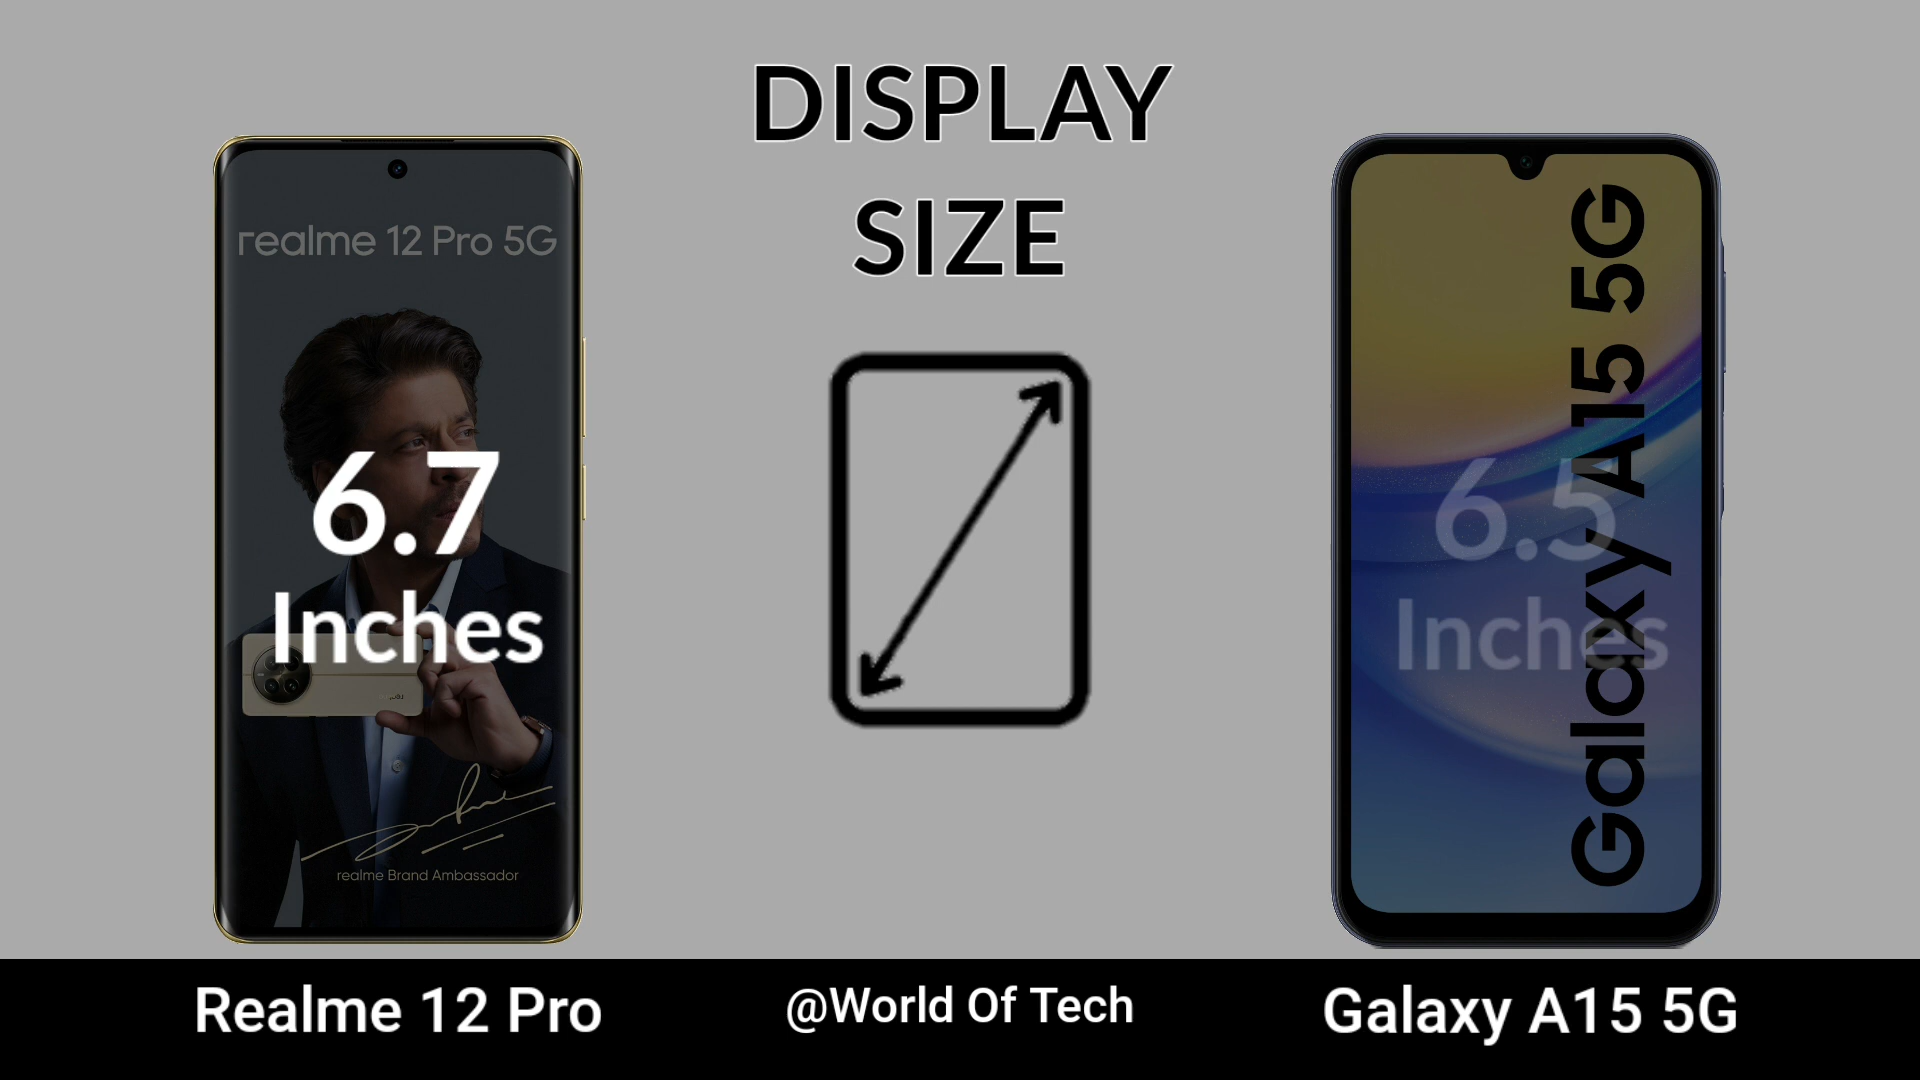 DISPLAY
SIZE
realme 12 Pro 5G
6.7
Inches
realme Brand Ambassador
Galaxy A15 5G
6.5
Inches
Realme 12 Pro
@World Of Tech
Galaxy A15 5G